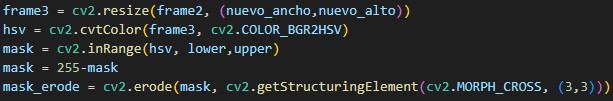 frame3 = cv2.resize(frame2, (nuevo_ancho,nuevo_alto))
hsv = cv2.cvtColor(frame3, cv2.COLOR_BGR2HSV)
mask = cv2.inRange(hsv, lower,upper)
mask = 255-mask
mask_erode = cv2.erode(mask, cv2.getStructuringElement(cv2.MORPH_CROSS, (3,3)))